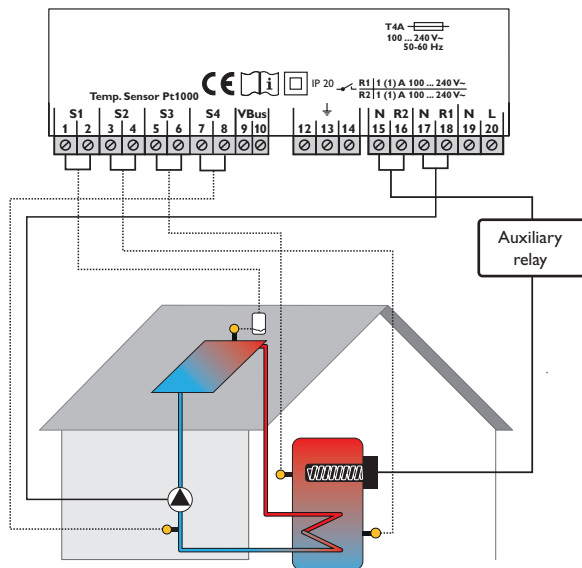 T4A
100 ... 240 V~
50-60 Hz
CE i IP 20 R1 1 (1) A 100 ... 240 V~
R2 1 (1) A 100 ... 240 V~
Temp. Sensor Pt1000
S1 S2 S3 S4 VBus N R2 N R1 N L
1 2 3 4 5 6 7 8 9 10 12 13 14 15 16 17 18 19 20
Auxiliary
relay